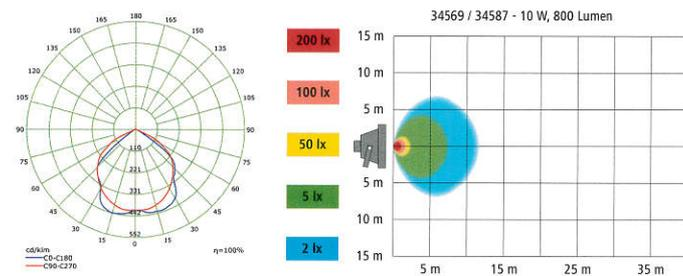 180
165 165
150 150
135 135
120 120
105 105
90 90
75 75
60 60
45 45
30 30
15 0 15
110
221
331
442
552
cd/klm
C0-C180
C90-C270
η=100%
200 lx
100 lx
50 lx
5 lx
2 lx
34569 / 34587 - 10 W, 800 Lumen
15 m
10 m
5 m
5 m
10 m
15 m
5 m 15 m 25 m 35 m